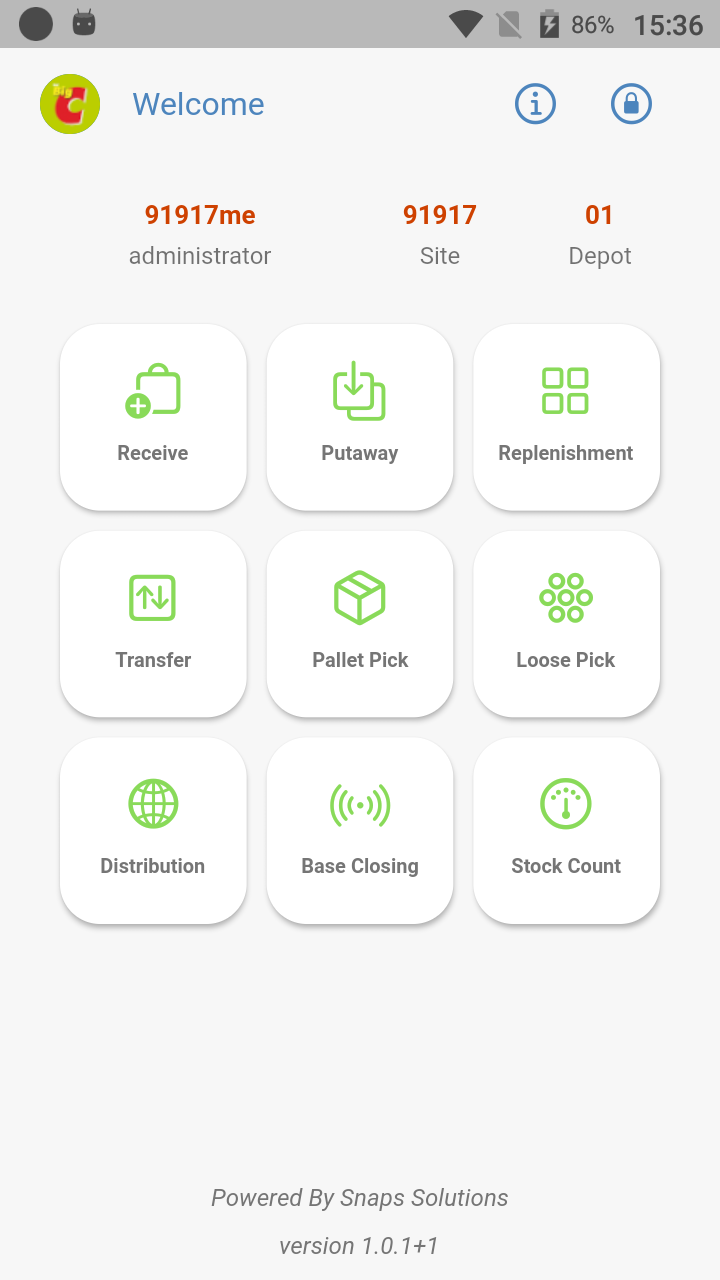 86% 15:36
Big C
Welcome
91917me 91917 01
administrator Site Depot
Receive Putaway Replenishment
Transfer Pallet Pick Loose Pick
Distribution Base Closing Stock Count
Powered By Snaps Solutions
version 1.0.1+1